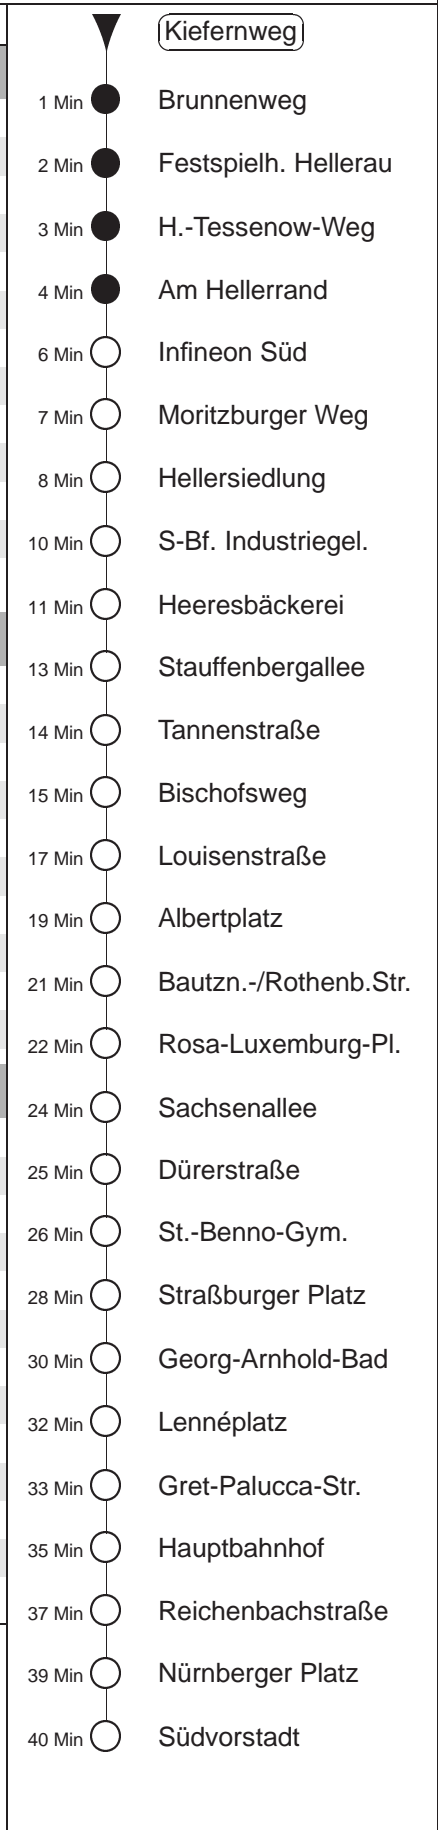 Kiefernweg
1 Min Brunnenweg
2 Min Festspielh. Hellerau
3 Min H.-Tessenow-Weg
4 Min Am Hellerrand
6 Min Infineon Süd
7 Min Moritzburger Weg
8 Min Hellersiedlung
10 Min S-Bf. Industriegel.
11 Min Heeresbäckerei
13 Min Stauffenbergallee
14 Min Tannenstraße
15 Min Bischofsweg
17 Min Louisenstraße
19 Min Albertplatz
21 Min Bautzn.-/Rothenb.Str.
22 Min Rosa-Luxemburg-Pl.
24 Min Sachsenallee
25 Min Dürerstraße
26 Min St.-Benno-Gym.
28 Min Straßburger Platz
30 Min Georg-Arnhold-Bad
32 Min Lennéplatz
33 Min Gret-Palucca-Str.
35 Min Hauptbahnhof
37 Min Reichenbachstraße
39 Min Nürnberger Platz
40 Min Südvorstadt